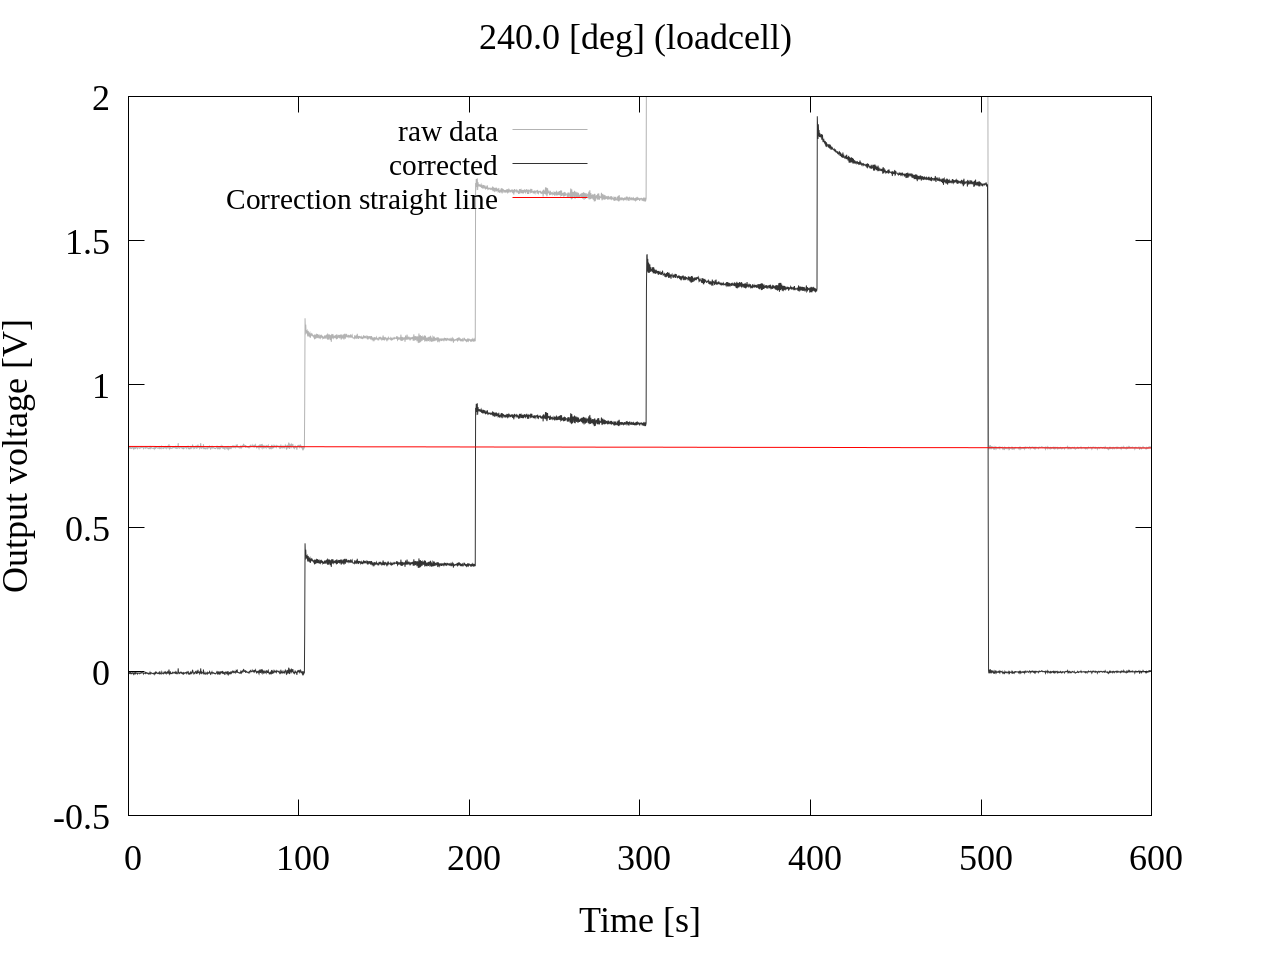 240.0 [deg] (loadcell)
raw data
corrected
Correction straight line
2
1.5
1
0.5
0
-0.5
Output voltage [V]
0 100 200 300 400 500 600
Time [s]